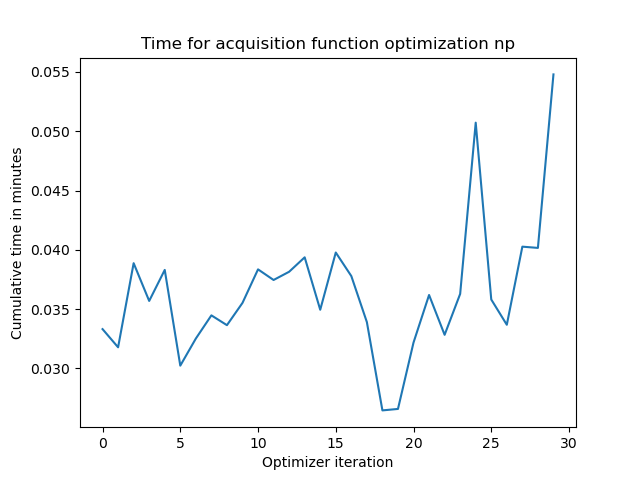 Time for acquisition function optimization np
Cumulative time in minutes
0.055
0.050
0.045
0.040
0.035
0.030
0 5 10 15 20 25 30
Optimizer iteration